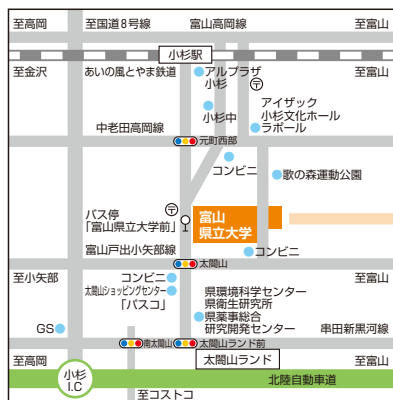 至高岡
至国道8号線
富山高岡線
至富山
小杉駅
至金沢
あいの風とやま鉄道
アルプラザ
小杉
〒
至富山
小杉中
アイザック
小杉文化ホール
ラポール
中老田高岡線
元町西部
コンビニ
歌の森運動公園
〒
バス停
「富山県立大学前」
富山
県立大学
富山戸出小矢部線
コンビニ
太閤山
至小矢部
至富山
コンビニ
太閤山ショッピングセンター
「パスコ」
県環境科学センター
県衛生研究所
県薬事総合
研究開発センター
GS
串田新黒河線
南太閤山
太閤山ランド前
至高岡
太閤山ランド
至富山
小杉
I.C
北陸自動車道
至コストコ